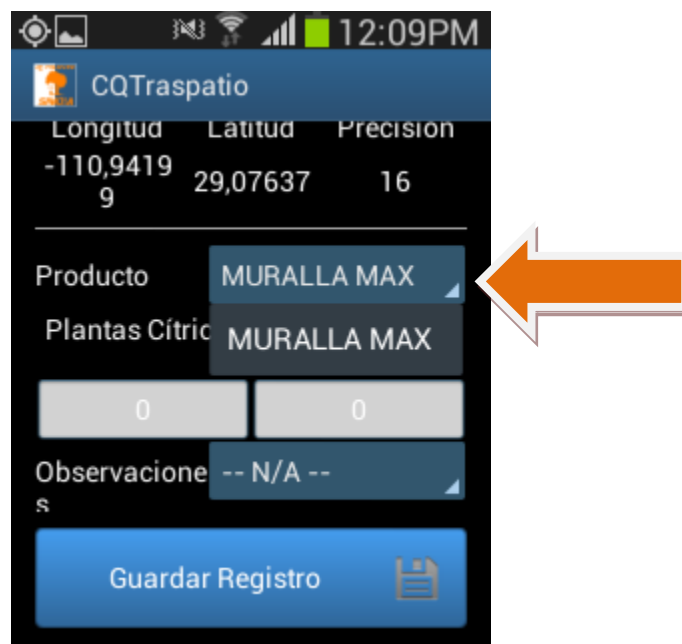 12:09PM
CQTraspatio
Longitud Latitud Precisión
-110,9419
9 29,07637 16
Producto MURALLA MAX
Plantas Cítric MURALLA MAX
0 0
Observacione -- N/A --
s
Guardar Registro